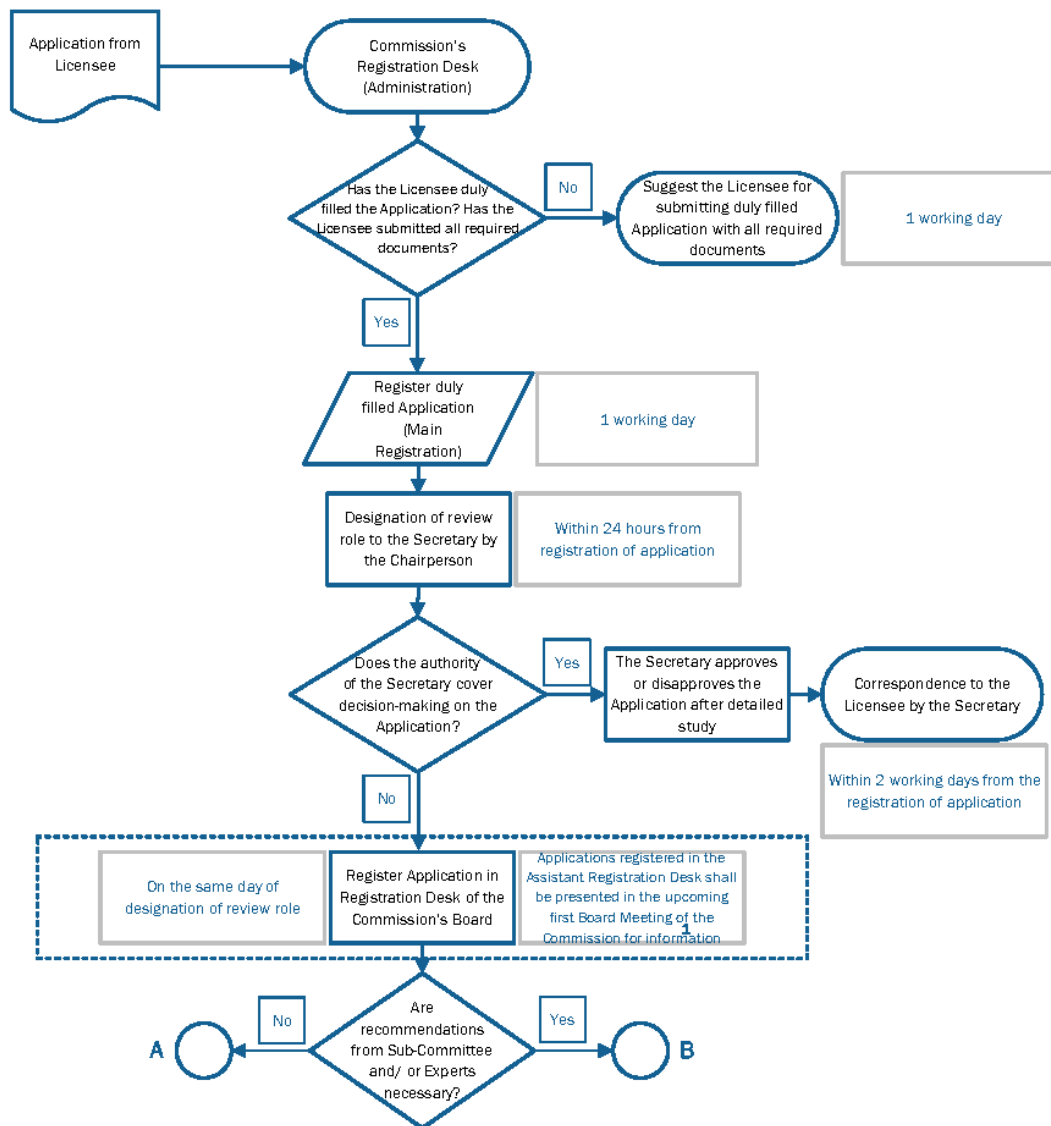 Application from
Licensee
Commission's
Registration Desk
(Administration)
Has the Licensee duly
filled the Application? Has the
Licensee submitted all required
documents?
No
Suggest the Licensee for
submitting duly filled
Application with all required
documents
1 working day
Yes
Register duly
filled Application
(Main
Registration)
1 working day
Designation of review
role to the Secretary by
the Chairperson
Within 24 hours from
registration of application
Does the authority
of the Secretary cover
decision-making on the
Application?
Yes
The Secretary approves
or disapproves the
Application after detailed
study
Correspondence to the
Licensee by the Secretary
Within 2 working days from the
registration of application
No
On the same day of
designation of review role
Register Application in
Registration Desk of the
Commission's Board
Applications registered in the
Assistant Registration Desk shall
be presented in the upcoming
first Board Meeting of the
Commission for information
1
Are
recommendations
from Sub-Committee
and/ or Experts
necessary?
No
A
Yes
B